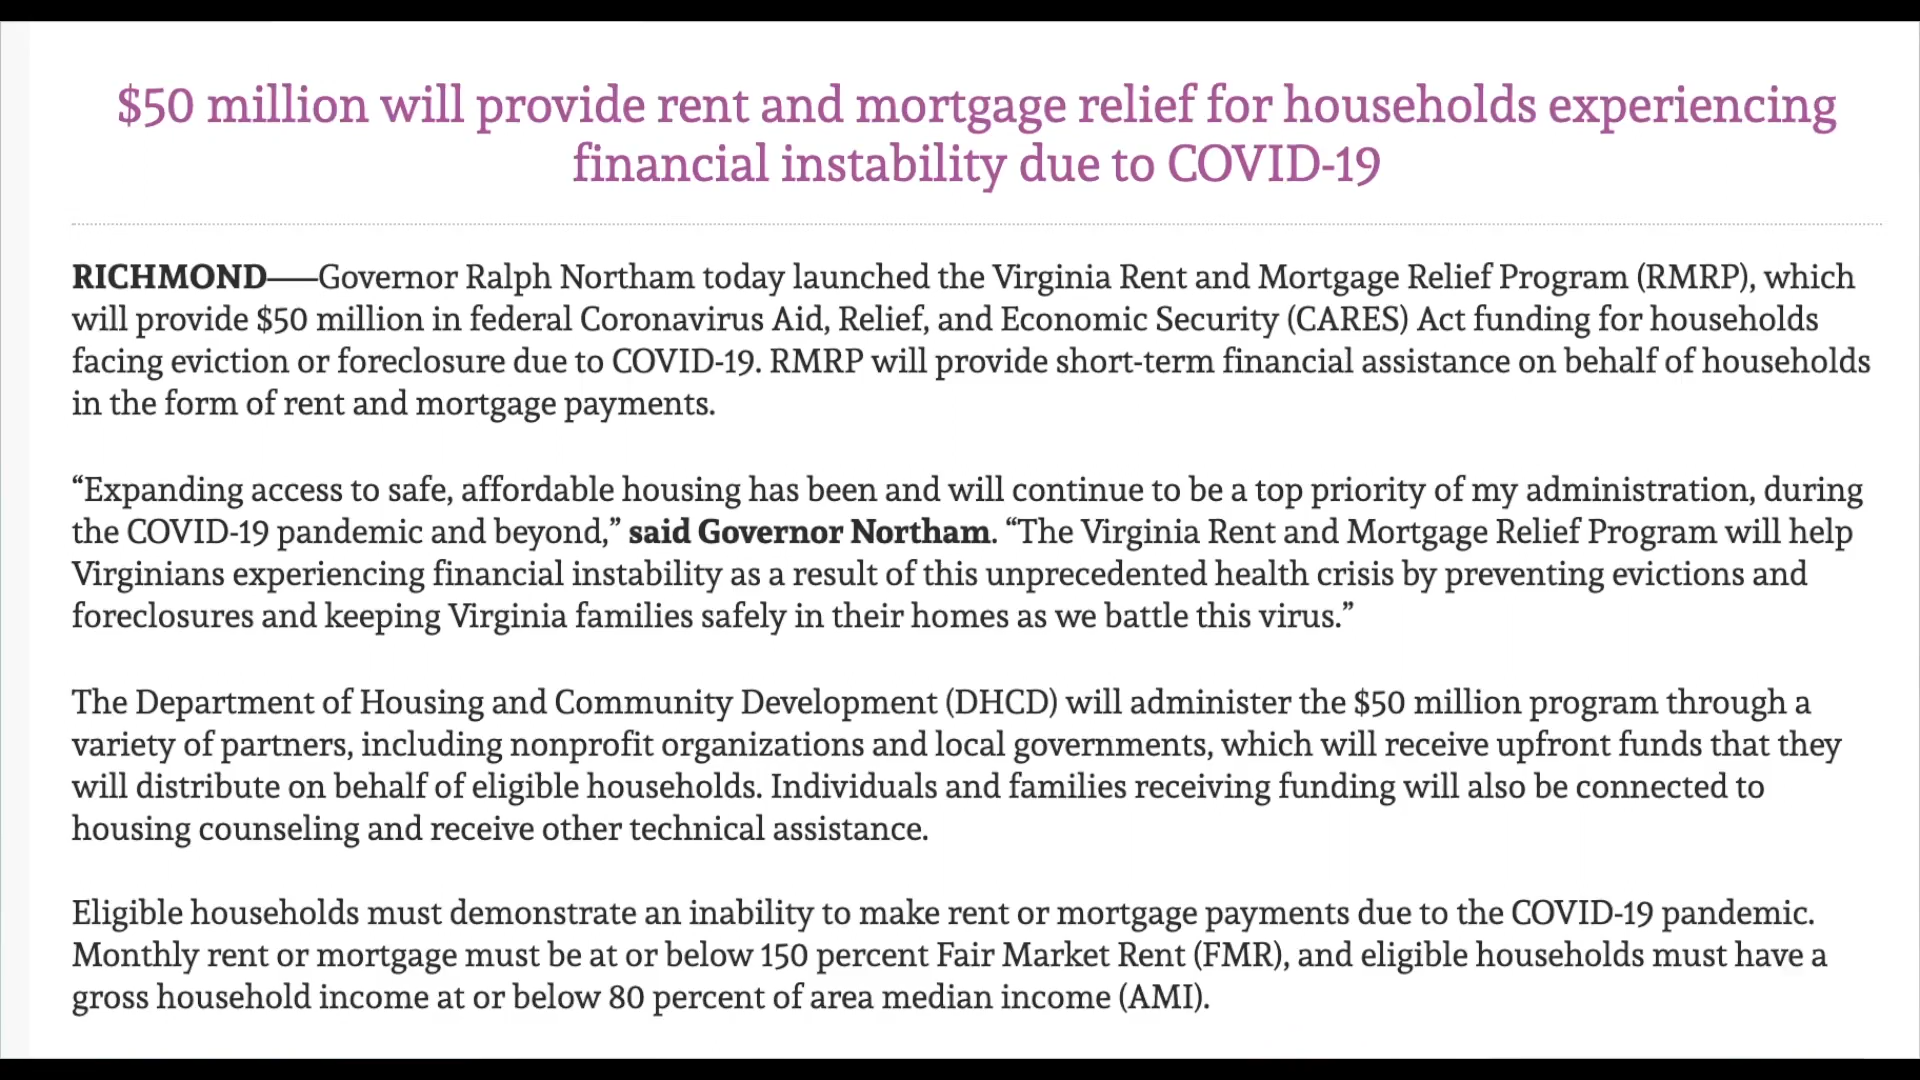 $50 million will provide rent and mortgage relief for households experiencing
financial instability due to COVID-19
RICHMOND—Governor Ralph Northam today launched the Virginia Rent and Mortgage Relief Program (RMRP), which
will provide $50 million in federal Coronavirus Aid, Relief, and Economic Security (CARES) Act funding for households
facing eviction or foreclosure due to COVID-19. RMRP will provide short-term financial assistance on behalf of households
in the form of rent and mortgage payments.
“Expanding access to safe, affordable housing has been and will continue to be a top priority of my administration, during
the COVID-19 pandemic and beyond,” said Governor Northam. “The Virginia Rent and Mortgage Relief Program will help
Virginians experiencing financial instability as a result of this unprecedented health crisis by preventing evictions and
foreclosures and keeping Virginia families safely in their homes as we battle this virus.”
The Department of Housing and Community Development (DHCD) will administer the $50 million program through a
variety of partners, including nonprofit organizations and local governments, which will receive upfront funds that they
will distribute on behalf of eligible households. Individuals and families receiving funding will also be connected to
housing counseling and receive other technical assistance.
Eligible households must demonstrate an inability to make rent or mortgage payments due to the COVID-19 pandemic.
Monthly rent or mortgage must be at or below 150 percent Fair Market Rent (FMR), and eligible households must have a
gross household income at or below 80 percent of area median income (AMI).